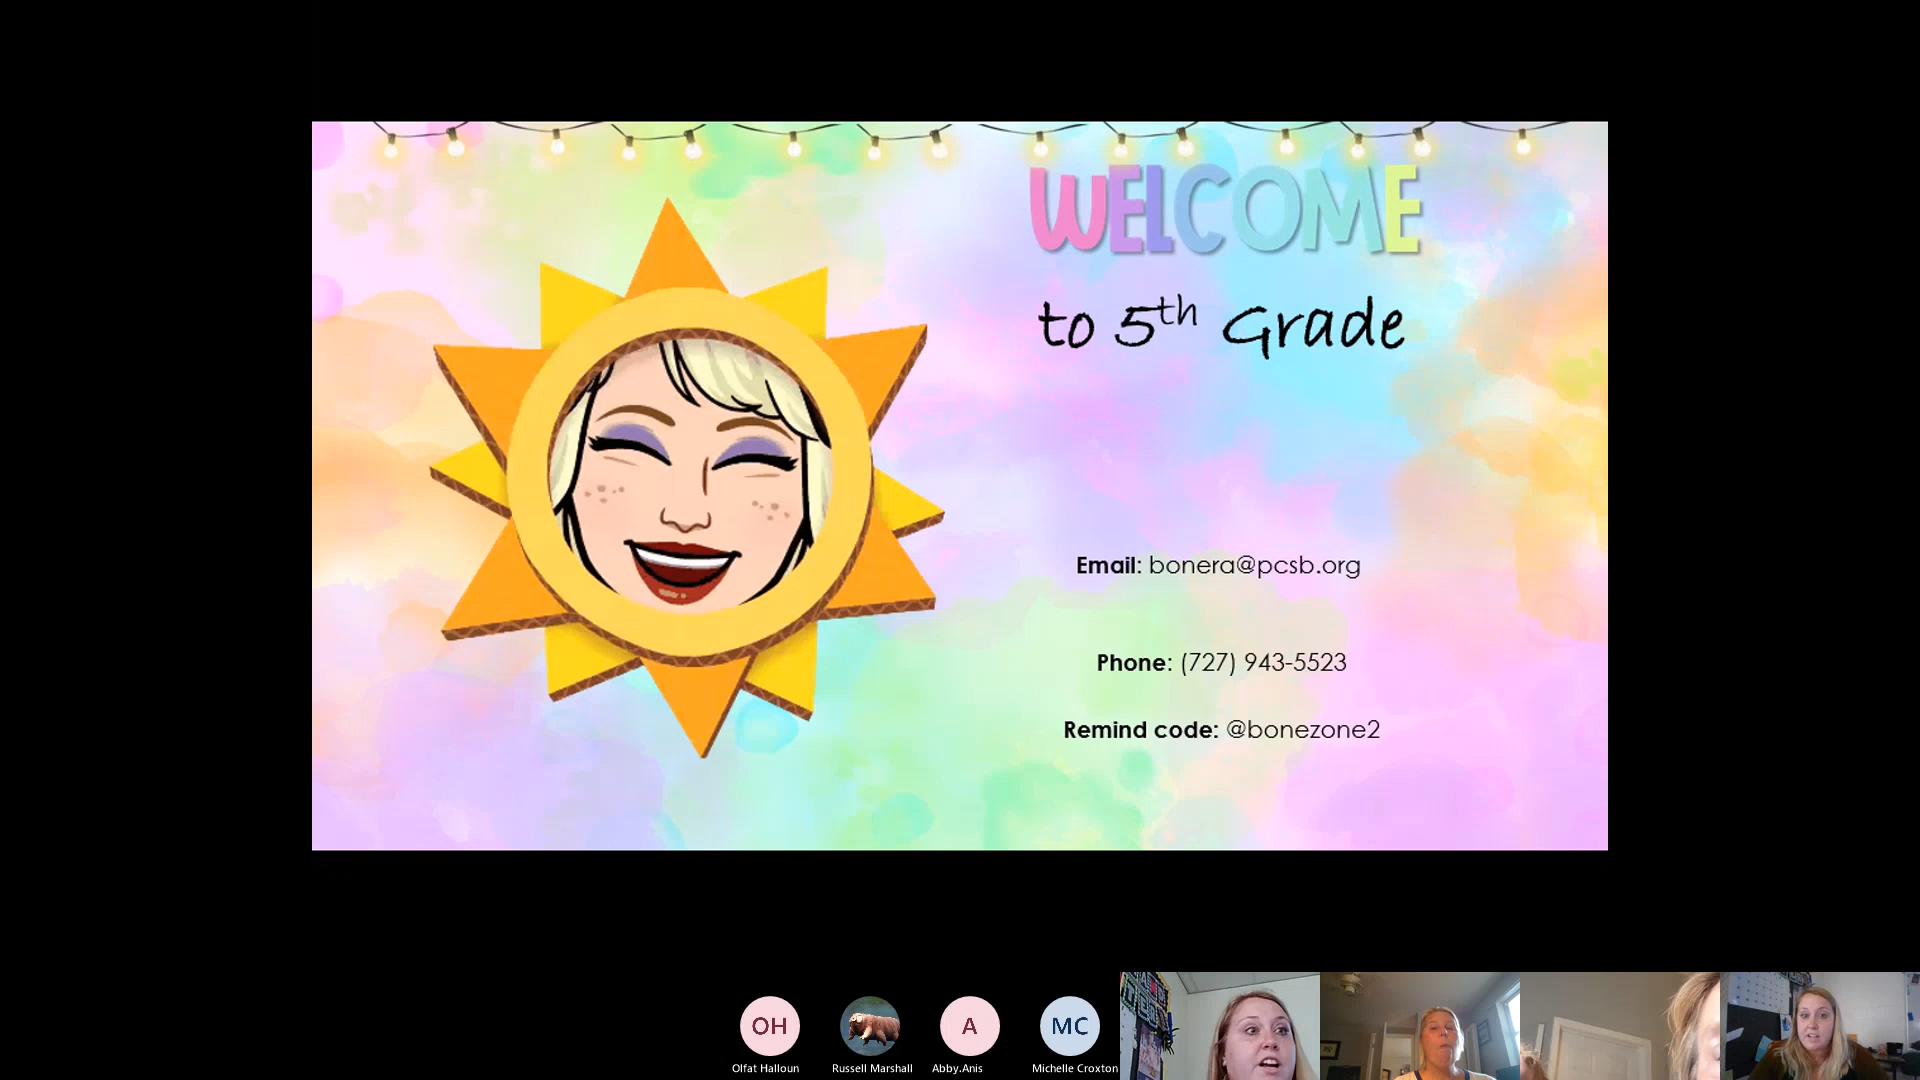 WELCOME
to 5th Grade
Email: bonera@pcsb.org
Phone: (727) 943-5523
Remind code: @bonezone2
OH
A
MC
Olfat Halloun
Russell Marshall
Abby.Anis
Michelle Croxton